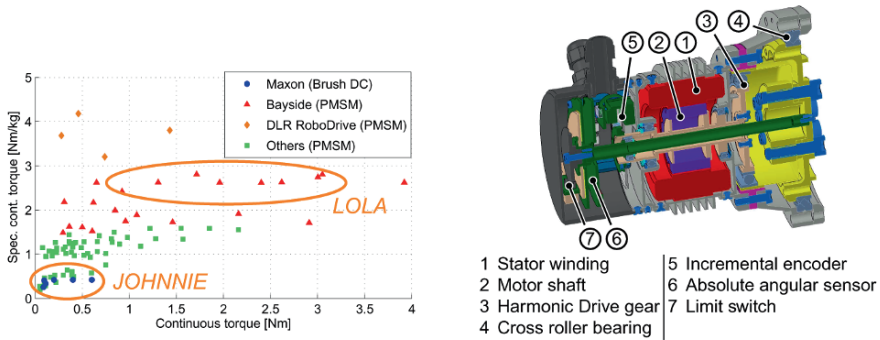 5
4
3
2
1
0
0 0.5 1 1.5 2 2.5 3 3.5 4
Spec. cont. torque [Nm/kg]
Continuous torque [Nm]
Maxon (Brush DC)
Bayside (PMSM)
DLR RoboDrive (PMSM)
Others (PMSM)
LOLA
JOHNNIE
5 2 1 3 4
7 6
1 Stator winding
2 Motor shaft
3 Harmonic Drive gear
4 Cross roller bearing
5 Incremental encoder
6 Absolute angular sensor
7 Limit switch